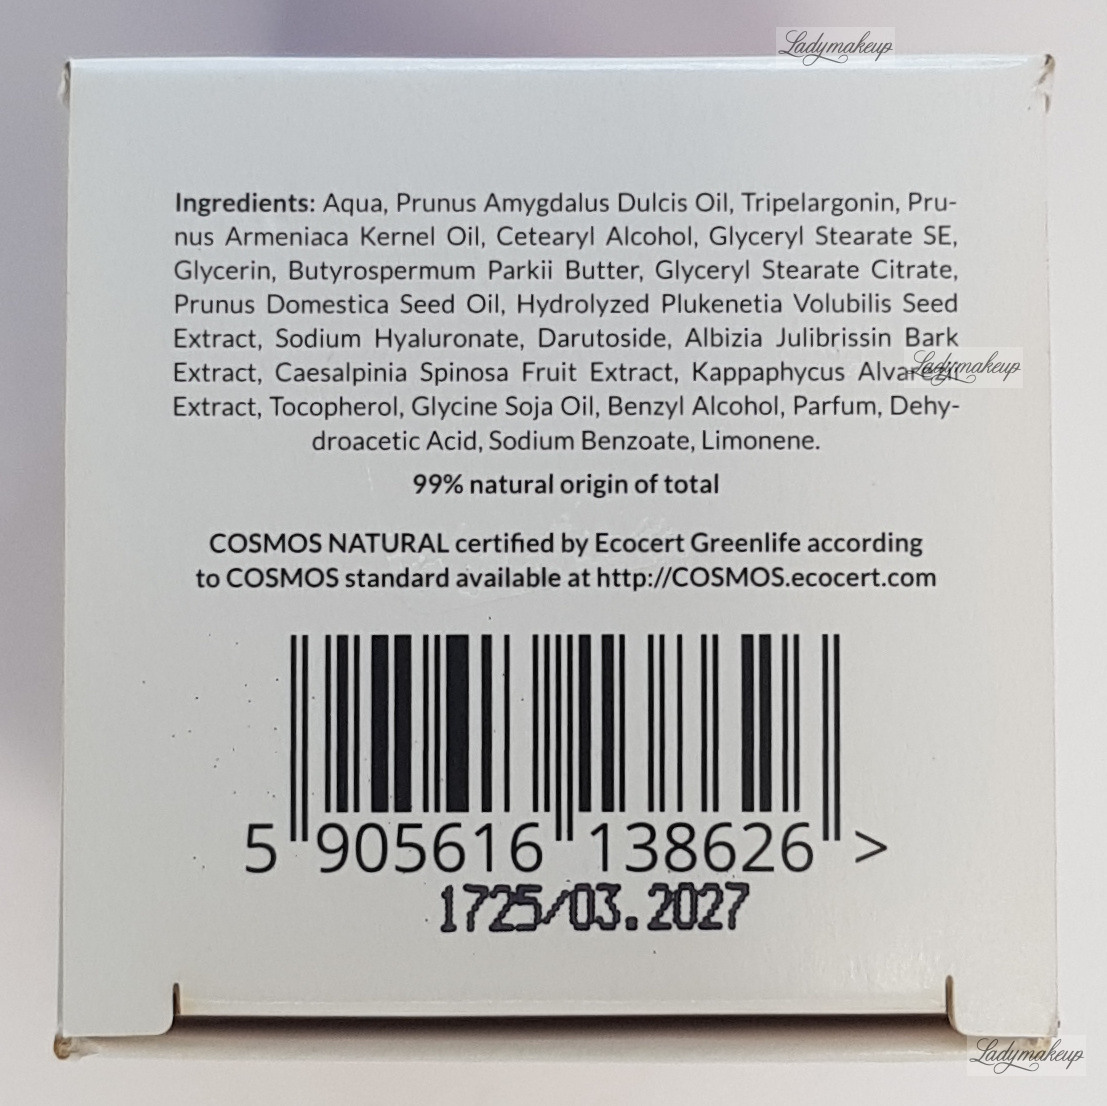 Ladymakeup
Ingredients: Aqua, Prunus Amygdalus Dulcis Oil, Tripelargonin, Pru-
nus Armeniaca Kernel Oil, Cetearyl Alcohol, Glyceryl Stearate SE,
Glycerin, Butyrospermum Parkii Butter, Glyceryl Stearate Citrate,
Prunus Domestica Seed Oil, Hydrolyzed Plukenetia Volubilis Seed
Extract, Sodium Hyaluronate, Darutoside, Albizia Julibrissin Bark
Extract, Caesalpinia Spinosa Fruit Extract, Kappaphycus
Ladymakeup
Extract, Tocopherol, Glycine Soja Oil, Benzyl Alcohol, Parfum, Dehy-
droacetic Acid, Sodium Benzoate, Limonene.
99% natural origin of total
COSMOS NATURAL certified by Ecocert Greenlife according
to COSMOS standard available at http://COSMOS.ecocert.com
5 905616 138626 >
1725/03.2027
Ladymakeup